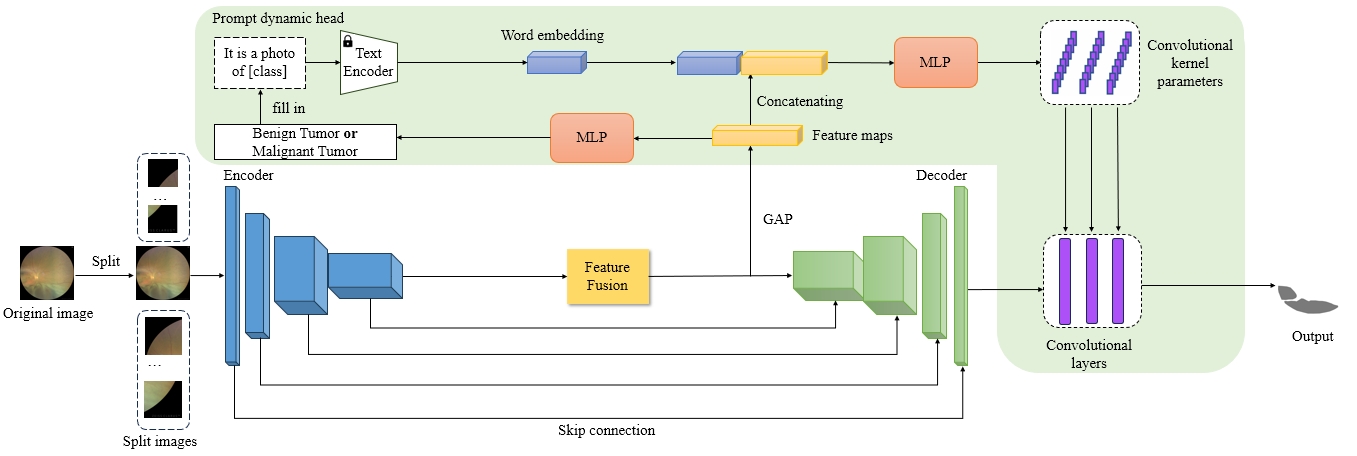 Prompt dynamic head
It is a photo
of [class]
Text
Encoder
Word embedding
MLP
Convolutional
kernel
parameters
fill in
Concatenating
Benign Tumor or
Malignant Tumor
MLP
Feature maps
...
Encoder
Decoder
GAP
Split
Feature
Fusion
Original image
Output
Convolutional
layers
...
Split images
Skip connection